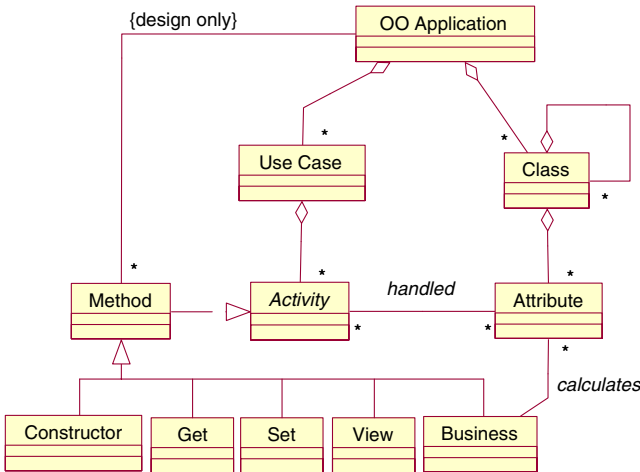 {design only}
OO Application
*
*
Use Case
Class
*
*
*
*
Method
Activity
handled
Attribute
*
*
*
calculates
Constructor
Get
Set
View
Business